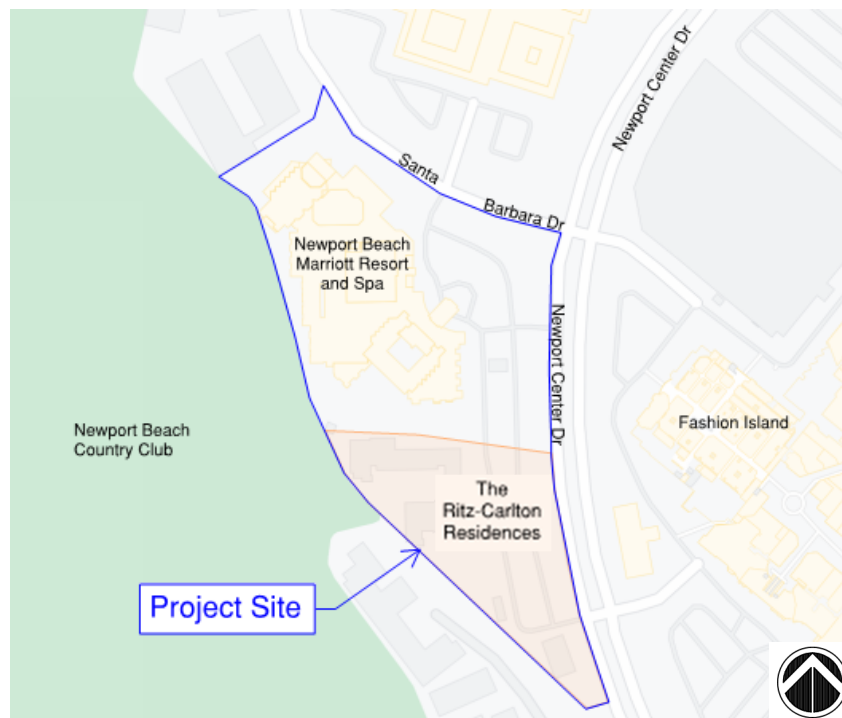 Newport Center Dr
Santa
Barbara Dr
Newport Beach
Marriott Resort
and Spa
Newport Center Dr
Newport Beach
Country Club
Fashion Island
The
Ritz-Carlton
Residences
Project Site